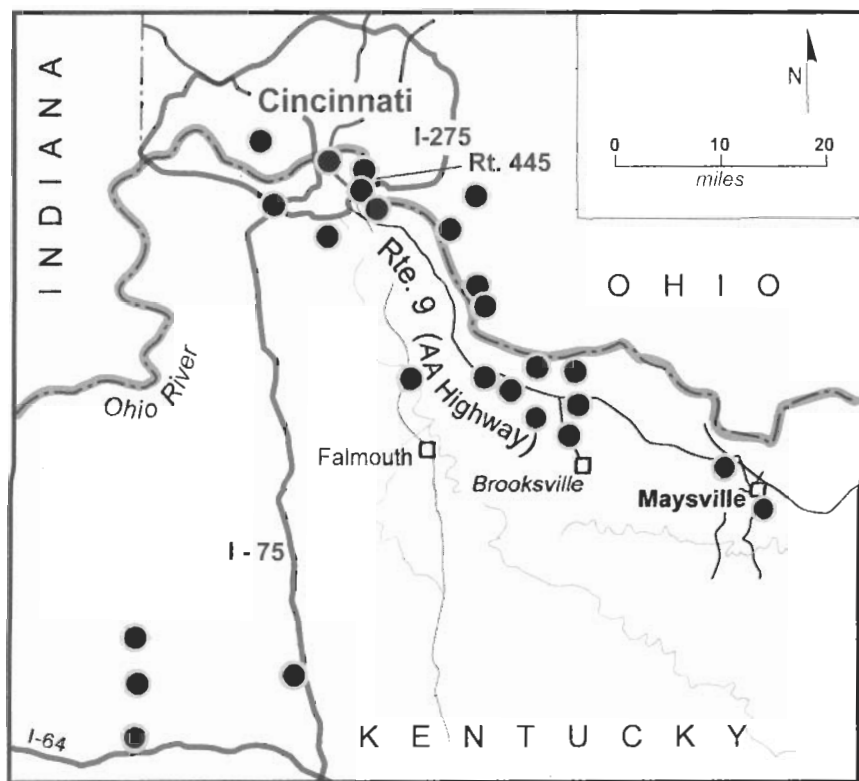 INDIANA
Cincinnati
I-275
Rt. 445
N
0 10 20
miles
OHIO
Rte. 9 (AA Highway)
Ohio River
Falmouth
Brooksville
Maysville
I - 75
I-64
KENTUCKY